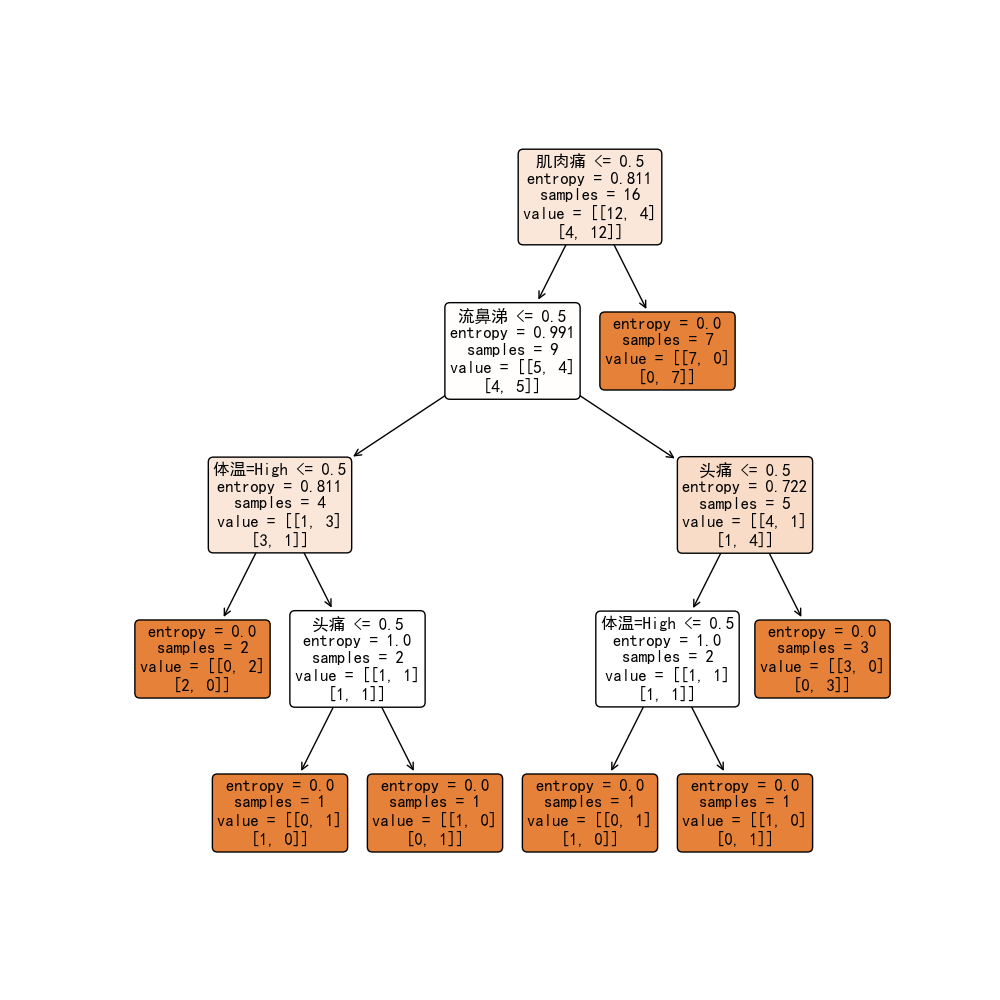 肌肉痛 <= 0.5
entropy = 0.811
samples = 16
value = [[12, 4]
[4, 12]]
流鼻涕 <= 0.5
entropy = 0.991
samples = 9
value = [[5, 4]
[4, 5]]
entropy = 0.0
samples = 7
value = [[7, 0]
[0, 7]]
体温=High <= 0.5
entropy = 0.811
samples = 4
value = [[1, 3]
[3, 1]]
头痛 <= 0.5
entropy = 0.722
samples = 5
value = [[4, 1]
[1, 4]]
entropy = 0.0
samples = 2
value = [[0, 2]
[2, 0]]
头痛 <= 0.5
entropy = 1.0
samples = 2
value = [[1, 1]
[1, 1]]
体温=High <= 0.5
entropy = 1.0
samples = 2
value = [[1, 1]
[1, 1]]
entropy = 0.0
samples = 3
value = [[3, 0]
[0, 3]]
entropy = 0.0
samples = 1
value = [[0, 1]
[1, 0]]
entropy = 0.0
samples = 1
value = [[1, 0]
[0, 1]]
entropy = 0.0
samples = 1
value = [[0, 1]
[1, 0]]
entropy = 0.0
samples = 1
value = [[1, 0]
[0, 1]]